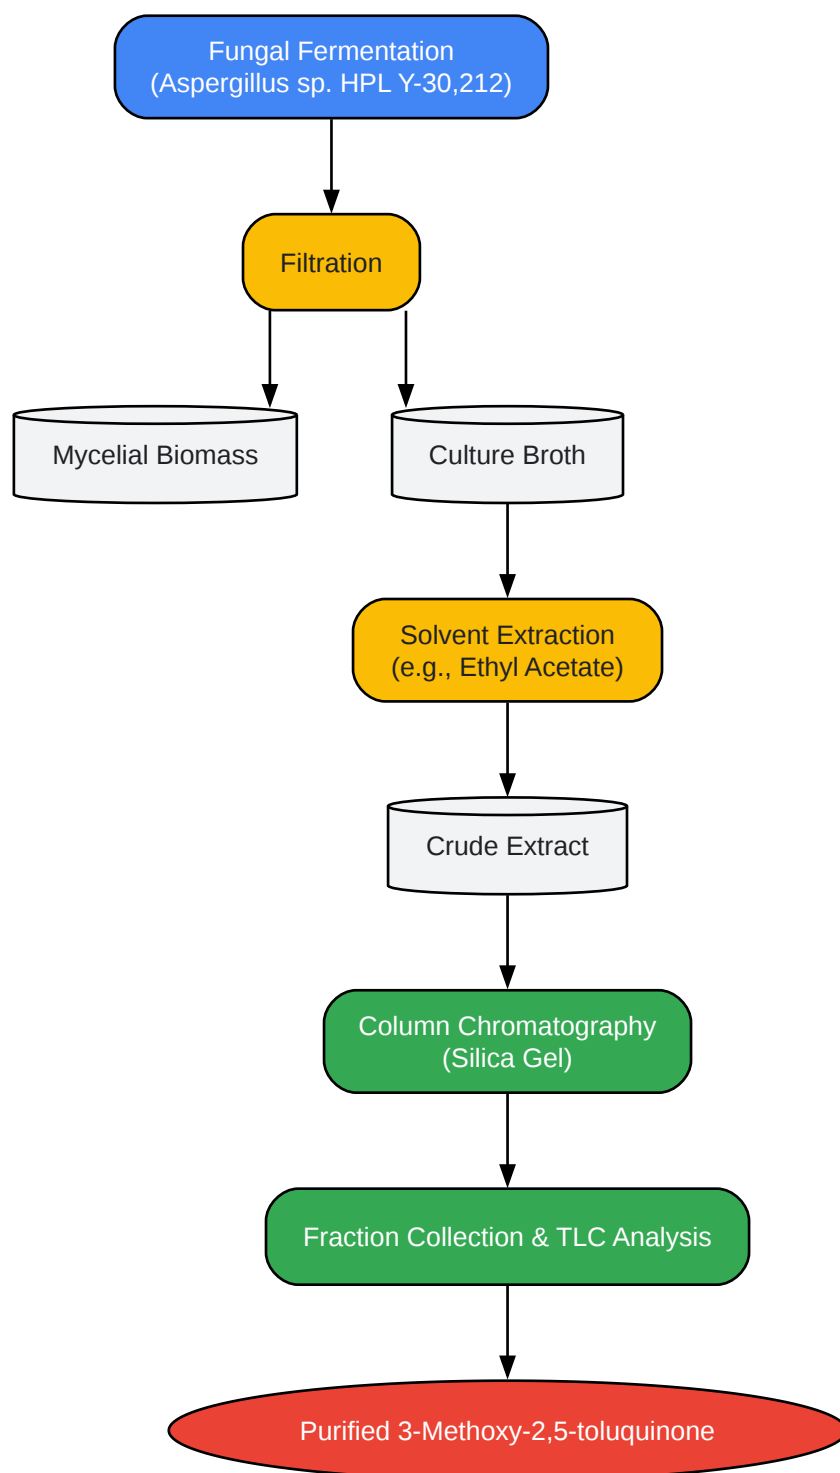 Fungal Fermentation
(Aspergillus sp. HPL Y-30,212)
Filtration
Mycelial Biomass
Culture Broth
Solvent Extraction
(e.g., Ethyl Acetate)
Crude Extract
Column Chromatography
(Silica Gel)
Fraction Collection & TLC Analysis
Purified 3-Methoxy-2,5-toluquinone